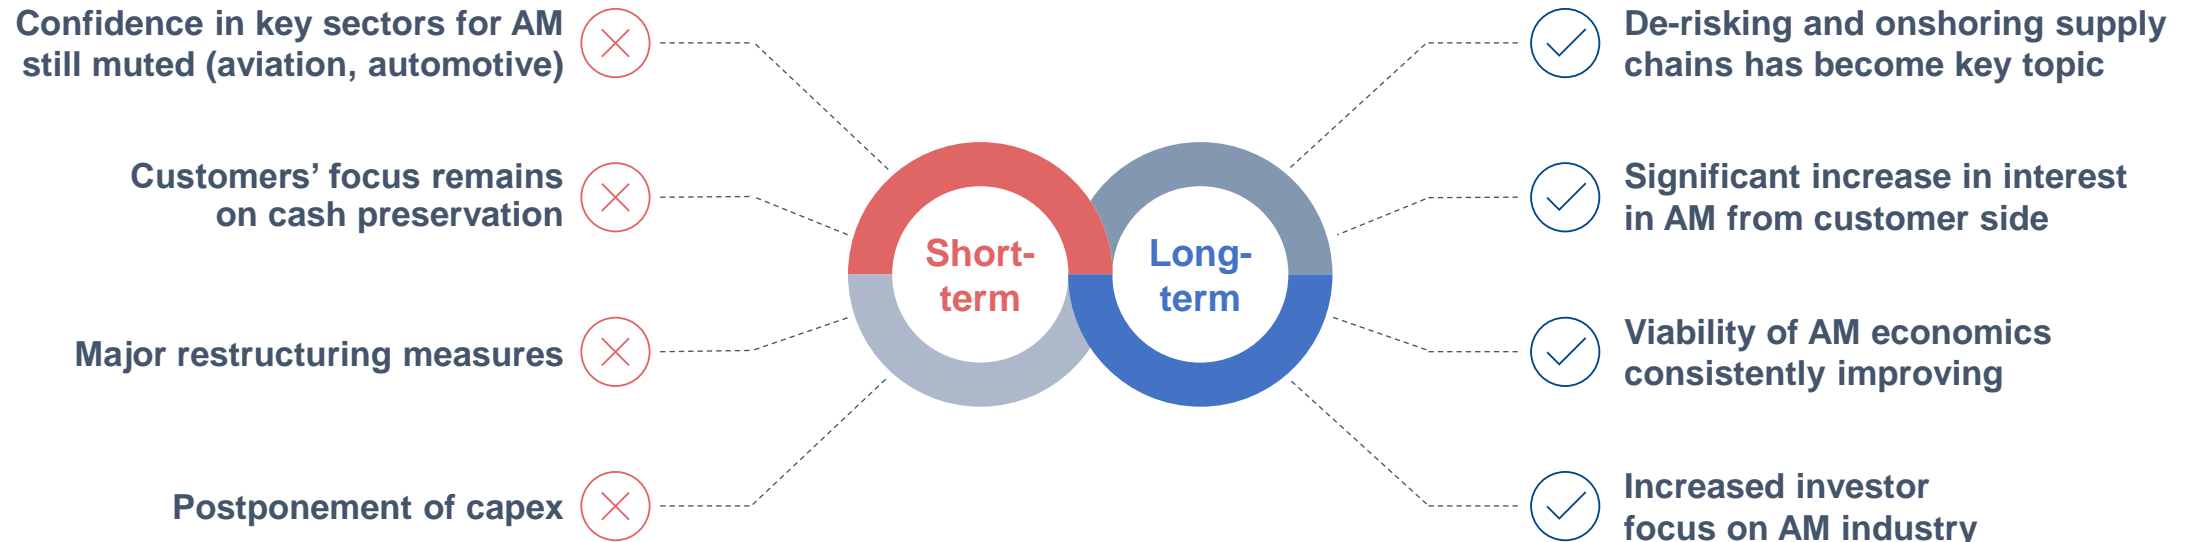 Confidence in key sectors for AM
still muted (aviation, automotive)
Customers’ focus remains
on cash preservation
Major restructuring measures
Postponement of capex
Short-
term
Long-
term
De-risking and onshoring supply
chains has become key topic
Significant increase in interest
in AM from customer side
Viability of AM economics
consistently improving
Increased investor
focus on AM industry